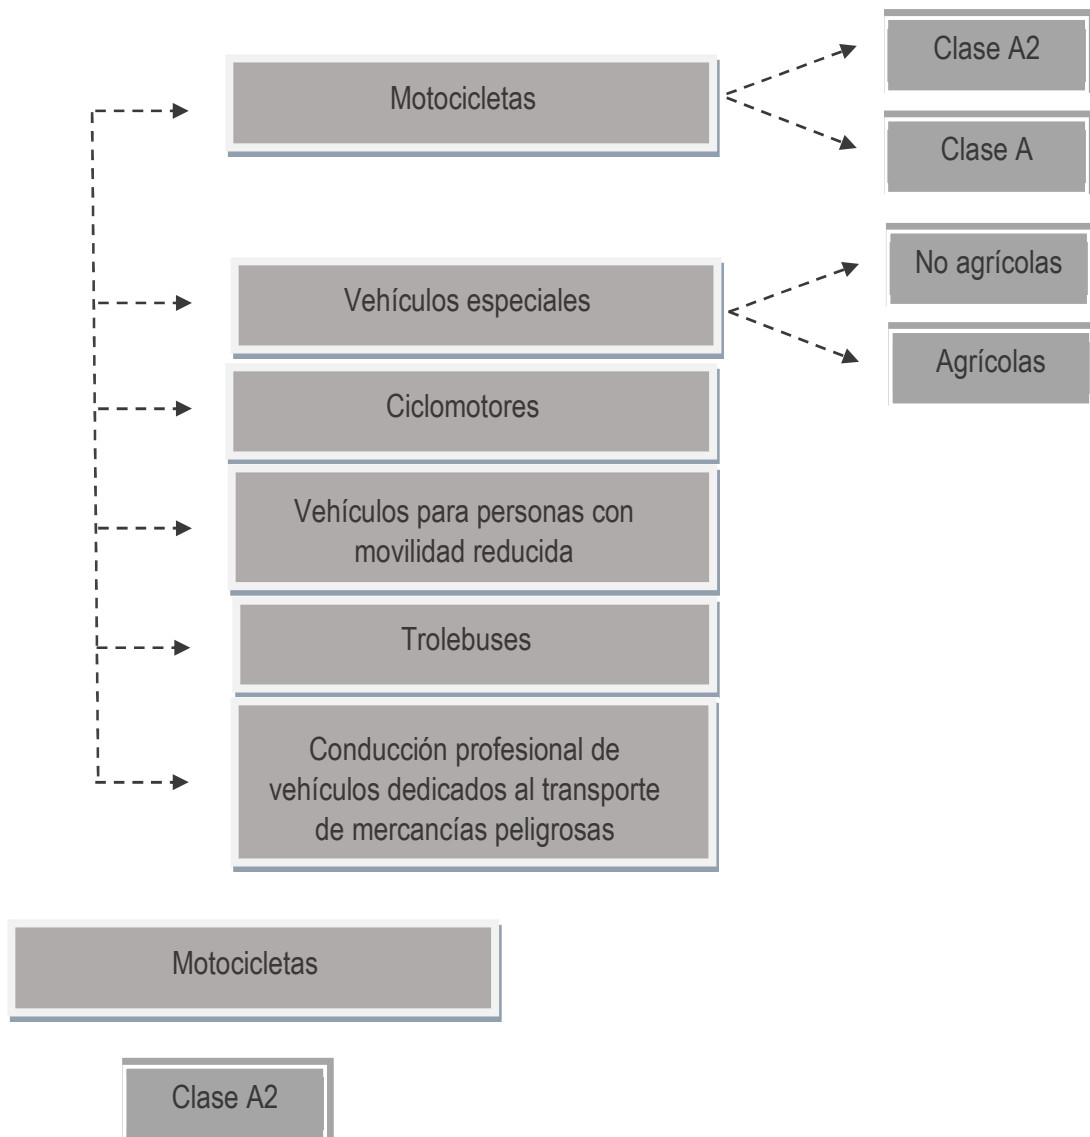 Motocicletas
Clase A2
Clase A
Vehículos especiales
No agrícolas
Agrícolas
Ciclomotores
Vehículos para personas con
movilidad reducida
Trolebuses
Conducción profesional de
vehículos dedicados al transporte
de mercancías peligrosas
Motocicletas
Clase A2